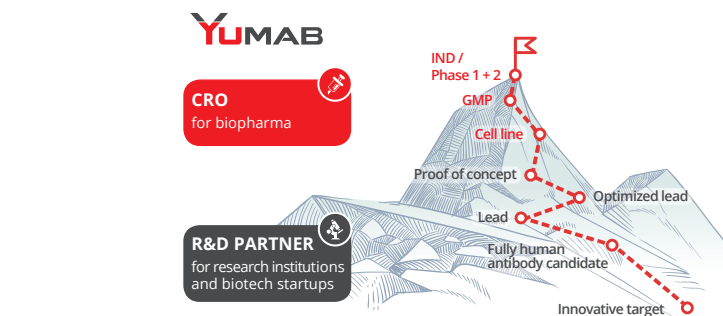 YUMAB
CRO
for biopharma
R&D PARTNER
for research institutions
and biotech startups
IND /
Phase 1 + 2
GMP
Cell line
Proof of concept
Optimized lead
Lead
Fully human
antibody candidate
Innovative target